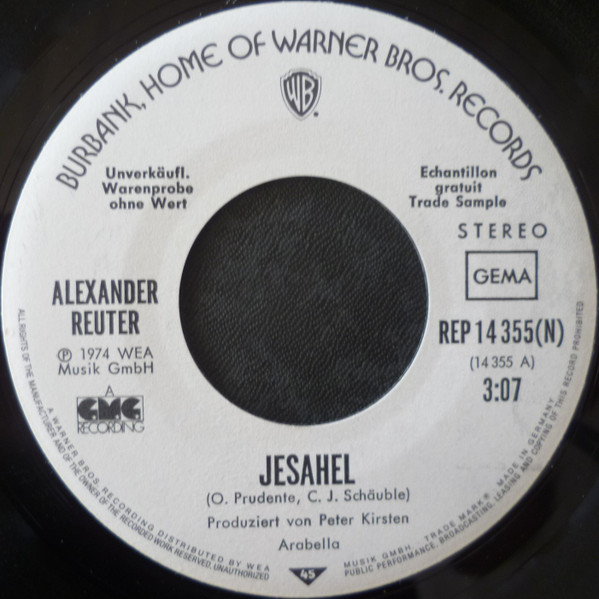 BURBANK, HOME OF WARNER BROS. RECORDS
WB
Unverkäufl.
Warenprobe
ohne Wert
Echantillon
gratuit
Trade Sample
STEREO
GEMA
ALEXANDER
REUTER
℗ 1974 WEA
Musik GmbH
A
GMG
RECORDING
REP 14 355(N)
(14 355 A)
3:07
JESAHEL
(O. Prudente, C. J. Schäuble)
Produziert von Peter Kirsten
Arabella
45
A WARNER BROS. RECORDING DISTRIBUTED BY WEA MUSIK GMBH. TRADE MARK® MADE IN GERMANY
ALL RIGHTS OF THE MANUFACTURER AND OF THE OWNER OF THE RECORDED WORK RESERVED. UNAUTHORIZED PUBLIC PERFORMANCE, BROADCASTING, LEASING AND COPYING OF THIS RECORD PROHIBITED